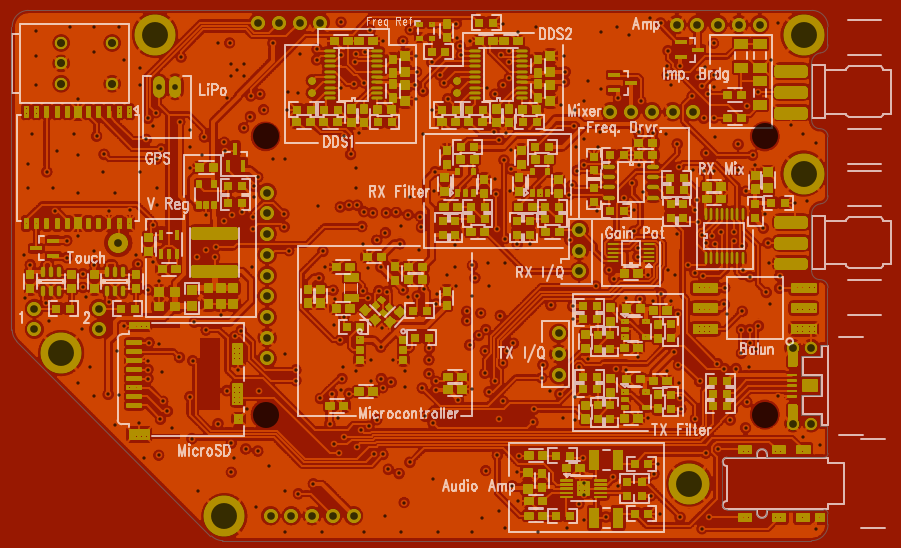 Freq Ref
Amp
DDS2
Imp. Brdg
LiPo
Mixer
Freq. Drvr.
DDS1
GPS
RX Mix
RX Filter
V Reg
Gain Pot
Touch
RX I/Q
1 2
TX I/Q
Balun
Microcontroller
TX Filter
MicroSD
Audio Amp